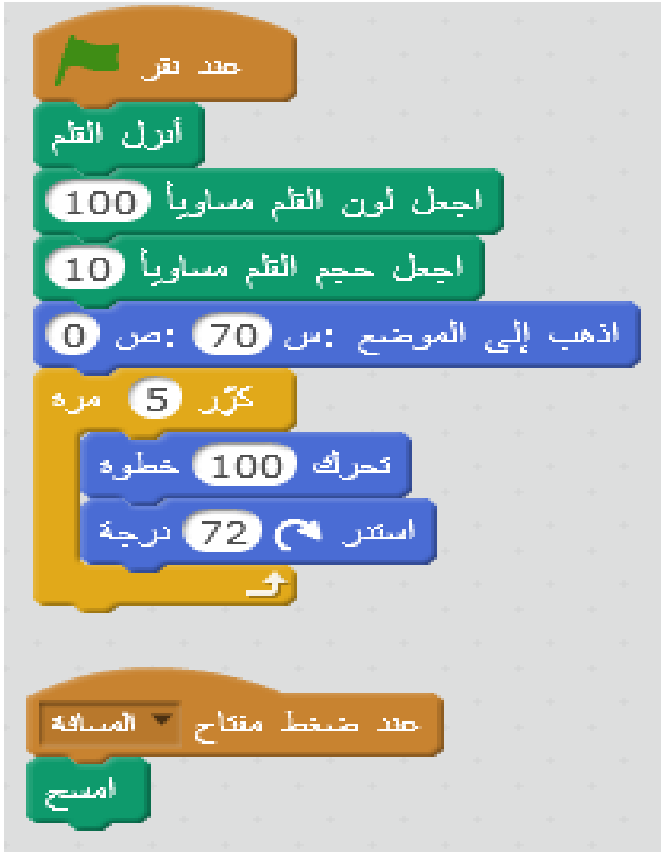 عند نقر
أنزل القلم
اجعل لون القلم مساوياً 100
اجعل حجم القلم مساوياً 10
اذهب إلى الموضع س: 70 ص: 0
كرّر 5 مرة
تحرك 100 خطوة
استدر 72 درجة
عند ضغط مفتاح المسافة
امسح